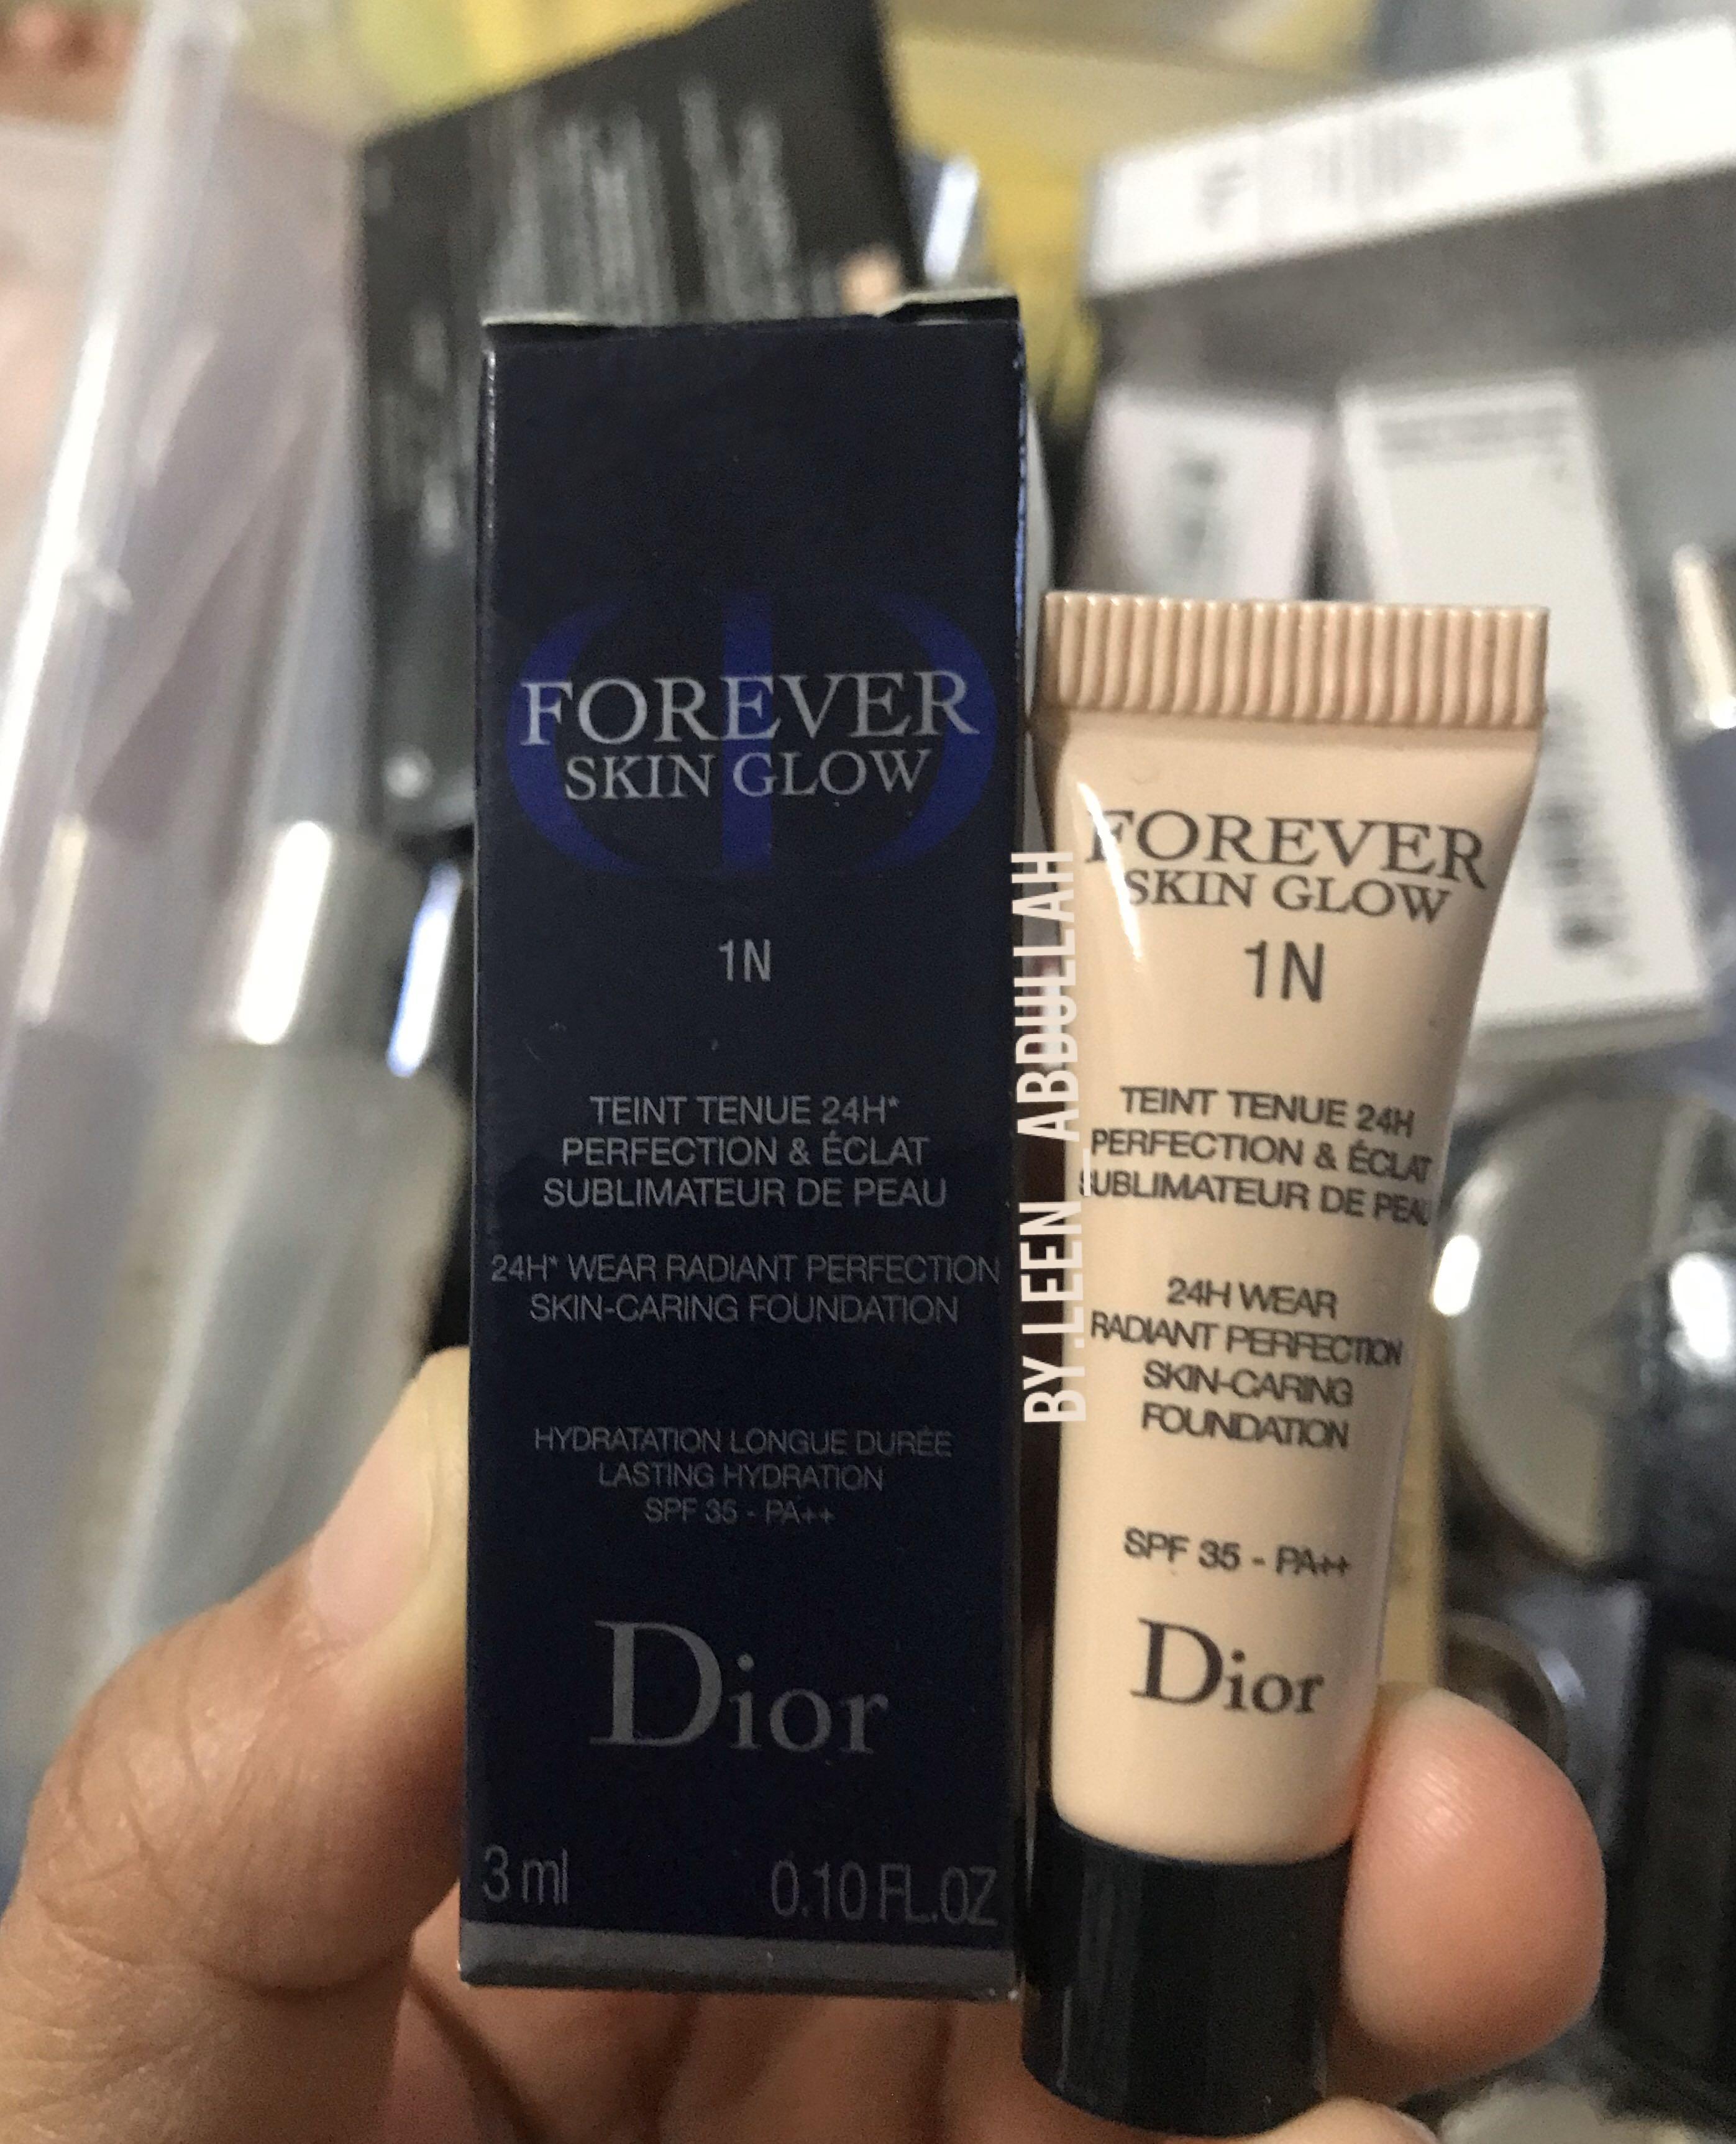 FOREVER
SKIN GLOW
1N
TEINT TENUE 24H*
PERFECTION & ÉCLAT
SUBLIMATEUR DE PEAU
24H* WEAR RADIANT PERFECTION
SKIN-CARING FOUNDATION
HYDRATATION LONGUE DURÉE
LASTING HYDRATION
SPF 35 - PA++
Dior
3 ml 0.10 FL.OZ
BY.LEEN_ABDULLAH
FOREVER
SKIN GLOW
1N
TEINT TENUE 24H
PERFECTION & ÉCLAT
SUBLIMATEUR DE PEAU
24H WEAR
RADIANT PERFECTION
SKIN-CARING
FOUNDATION
SPF 35 - PA++
Dior